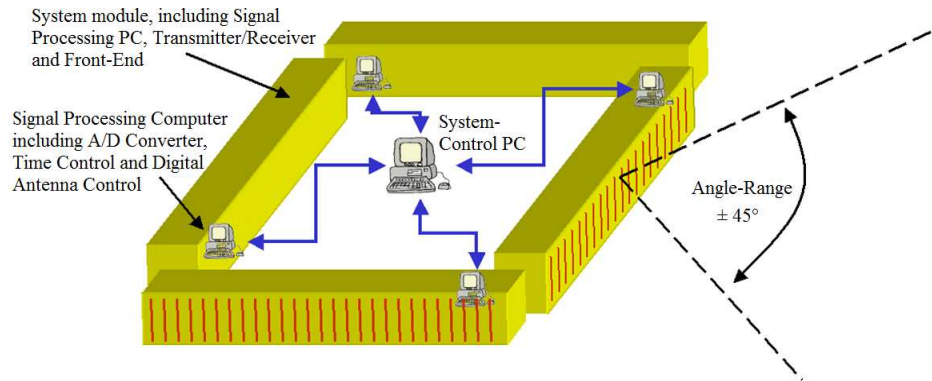 System module, including Signal
Processing PC, Transmitter/Receiver
and Front-End
Signal Processing Computer
including A/D Converter,
Time Control and Digital
Antenna Control
System-
Control PC
Angle-Range
± 45°